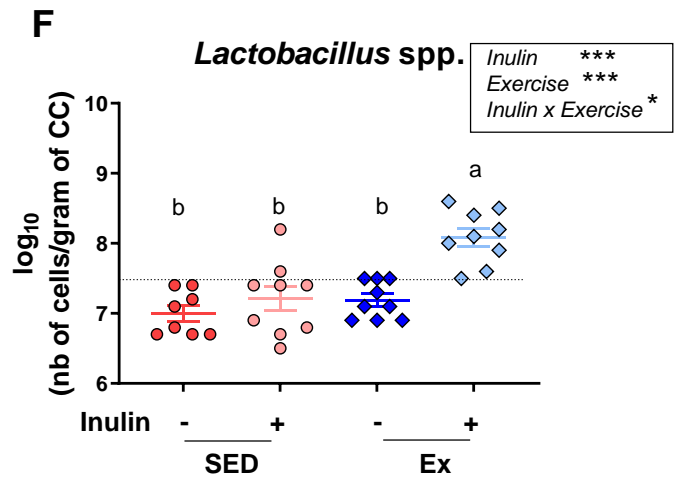 F
Lactobacillus spp.
Inulin ***
Exercise ***
Inulin x Exercise *
log10
(nb of cells/gram of CC)
10
9
8
7
6
b b b a
Inulin - + - +
SED Ex